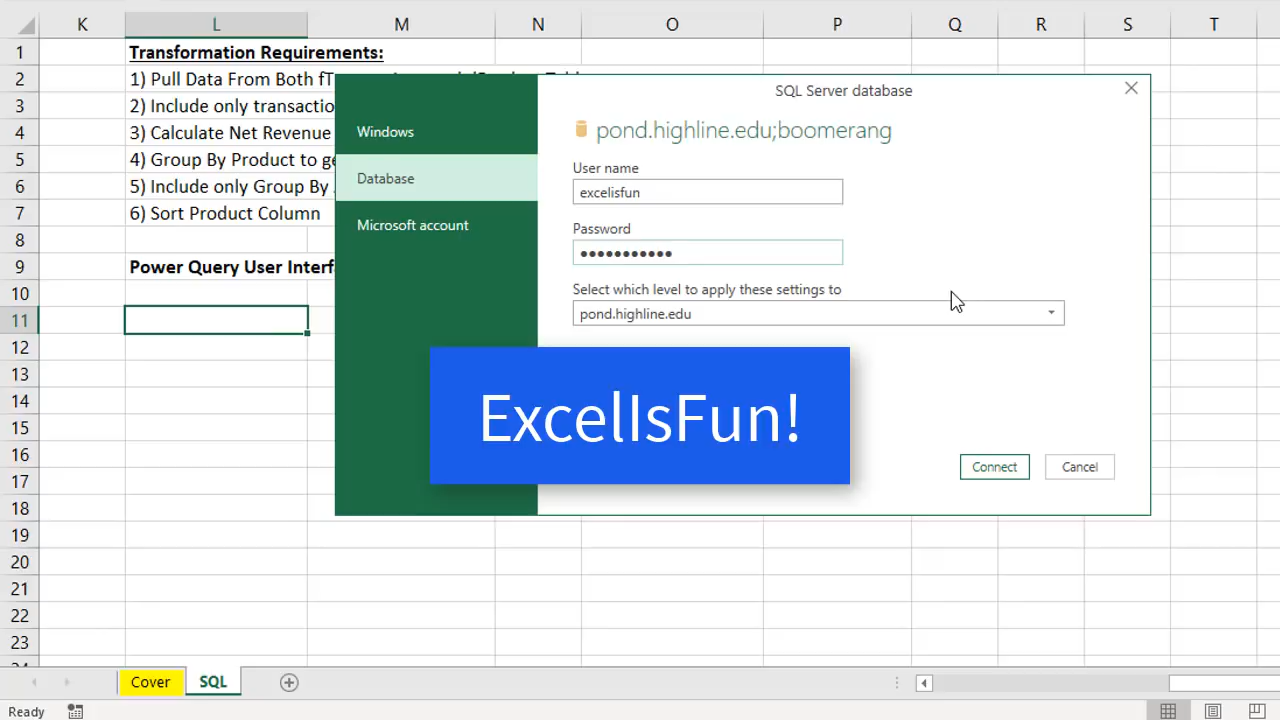 K L M N O P Q R S T
1 Transformation Requirements:
2 1) Pull Data From Both fT
3 2) Include only transactio
4 3) Calculate Net Revenue
5 4) Group By Product to ge
6 5) Include only Group By
7 6) Sort Product Column
8
9 Power Query User Interf
10
11
12
13
14
15
16
17
18
19
20
21
22
23
SQL Server database
Windows
Database
Microsoft account
pond.highline.edu;boomerang
User name
excelisfun
Password
●●●●●●●●●●●
Select which level to apply these settings to
pond.highline.edu
ExcelIsFun!
Connect Cancel
Cover SQL
Ready